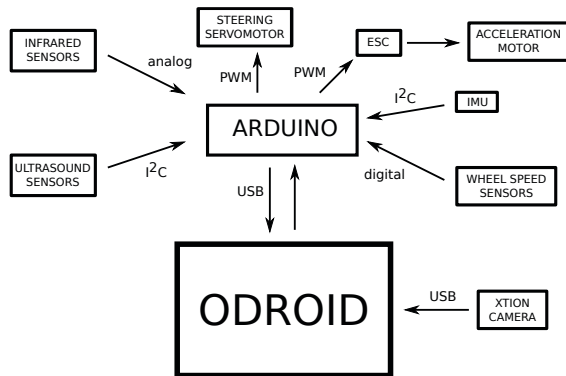 STEERING
SERVOMOTOR
INFRARED
SENSORS
ESC
ACCELERATION
MOTOR
analog
PWM
PWM
I²C
IMU
ARDUINO
ULTRASOUND
SENSORS
I²C
digital
WHEEL SPEED
SENSORS
USB
ODROID
USB
XTION
CAMERA